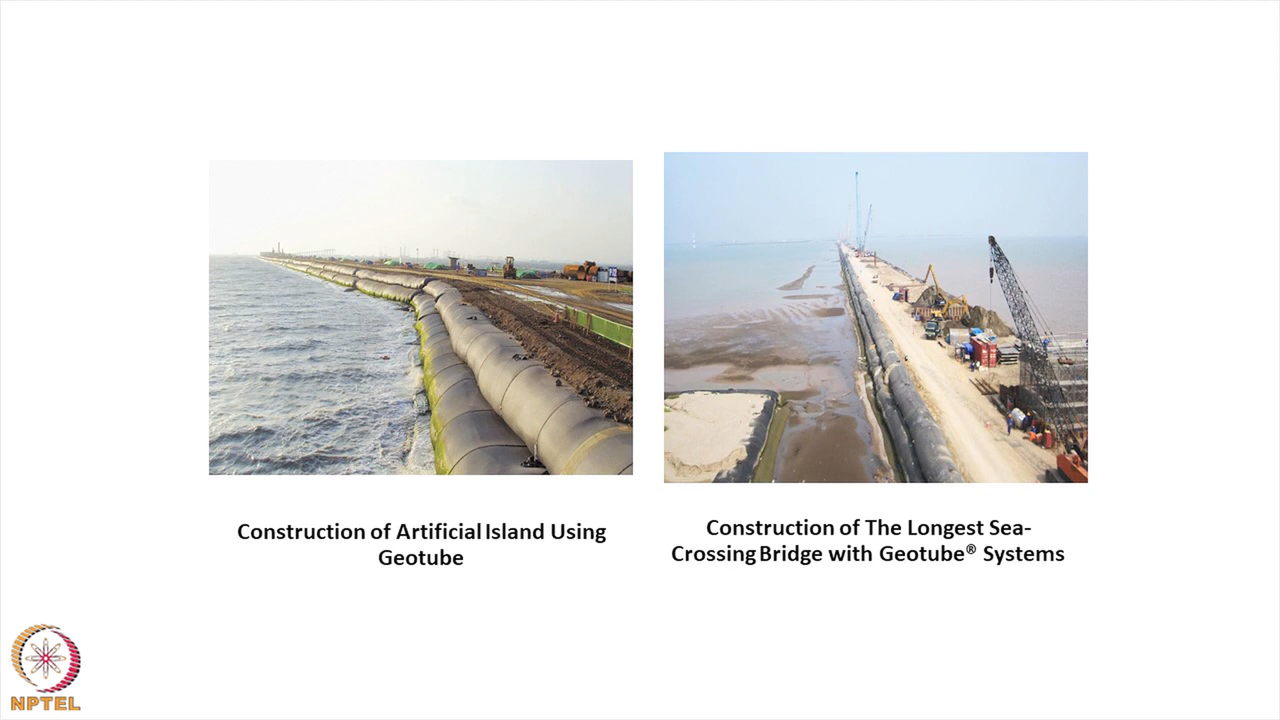 Construction of Artificial Island Using
Geotube
Construction of The Longest Sea-
Crossing Bridge with Geotube® Systems
NPTEL